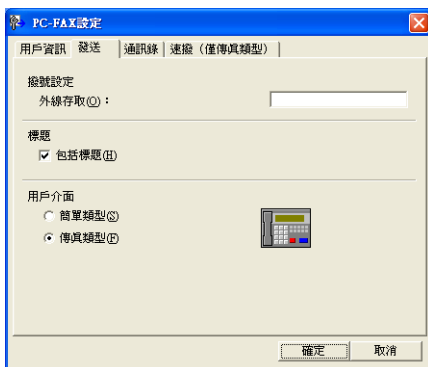 PC-FAX設定
用戶資訊 發送 通訊錄 速撥（僅傳真類型）
撥號設定
外線存取(O)：
標題
包括標題(H)
用戶介面
簡單類型(S)
傳真類型(F)
確定 取消